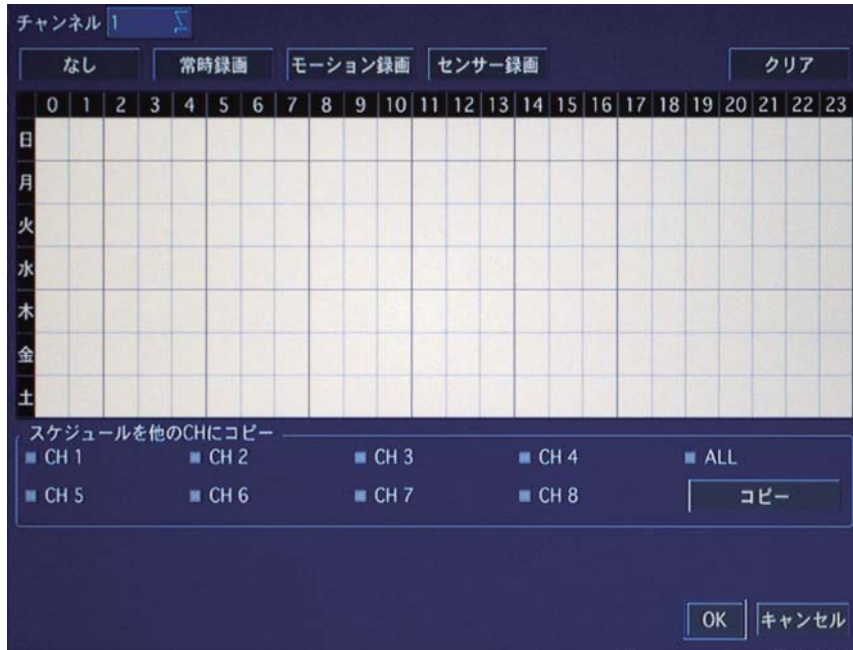 チャンネル 1
なし 常時録画 モーション録画 センサー録画 クリア
0 1 2 3 4 5 6 7 8 9 10 11 12 13 14 15 16 17 18 19 20 21 22 23
日
月
火
水
木
金
土
スケジュールを他のCHにコピー
CH 1 CH 2 CH 3 CH 4 ALL
CH 5 CH 6 CH 7 CH 8 コピー
OK キャンセル